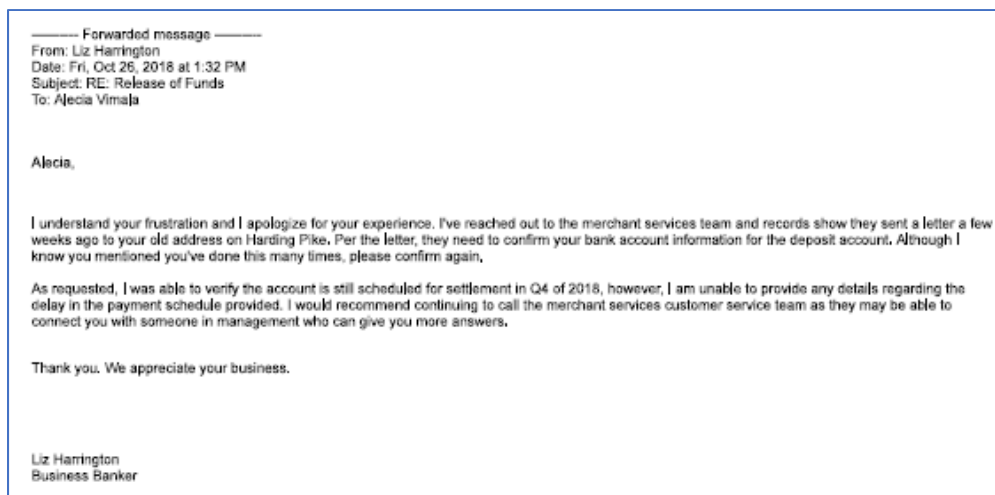 ---------- Forwarded message ----------
From: Liz Harrington
Date: Fri, Oct 26, 2018 at 1:32 PM
Subject: RE: Release of Funds
To: Alecia Vimala
Alecia,
I understand your frustration and I apologize for your experience. I've reached out to the merchant services team and records show they sent a letter a few
weeks ago to your old address on Harding Pike. Per the letter, they need to confirm your bank account information for the deposit account. Although I
know you mentioned you've done this many times, please confirm again.
As requested, I was able to verify the account is still scheduled for settlement in Q4 of 2018, however, I am unable to provide any details regarding the
delay in the payment schedule provided. I would recommend continuing to call the merchant services customer service team as they may be able to
connect you with someone in management who can give you more answers.
Thank you. We appreciate your business.
Liz Harrington
Business Banker